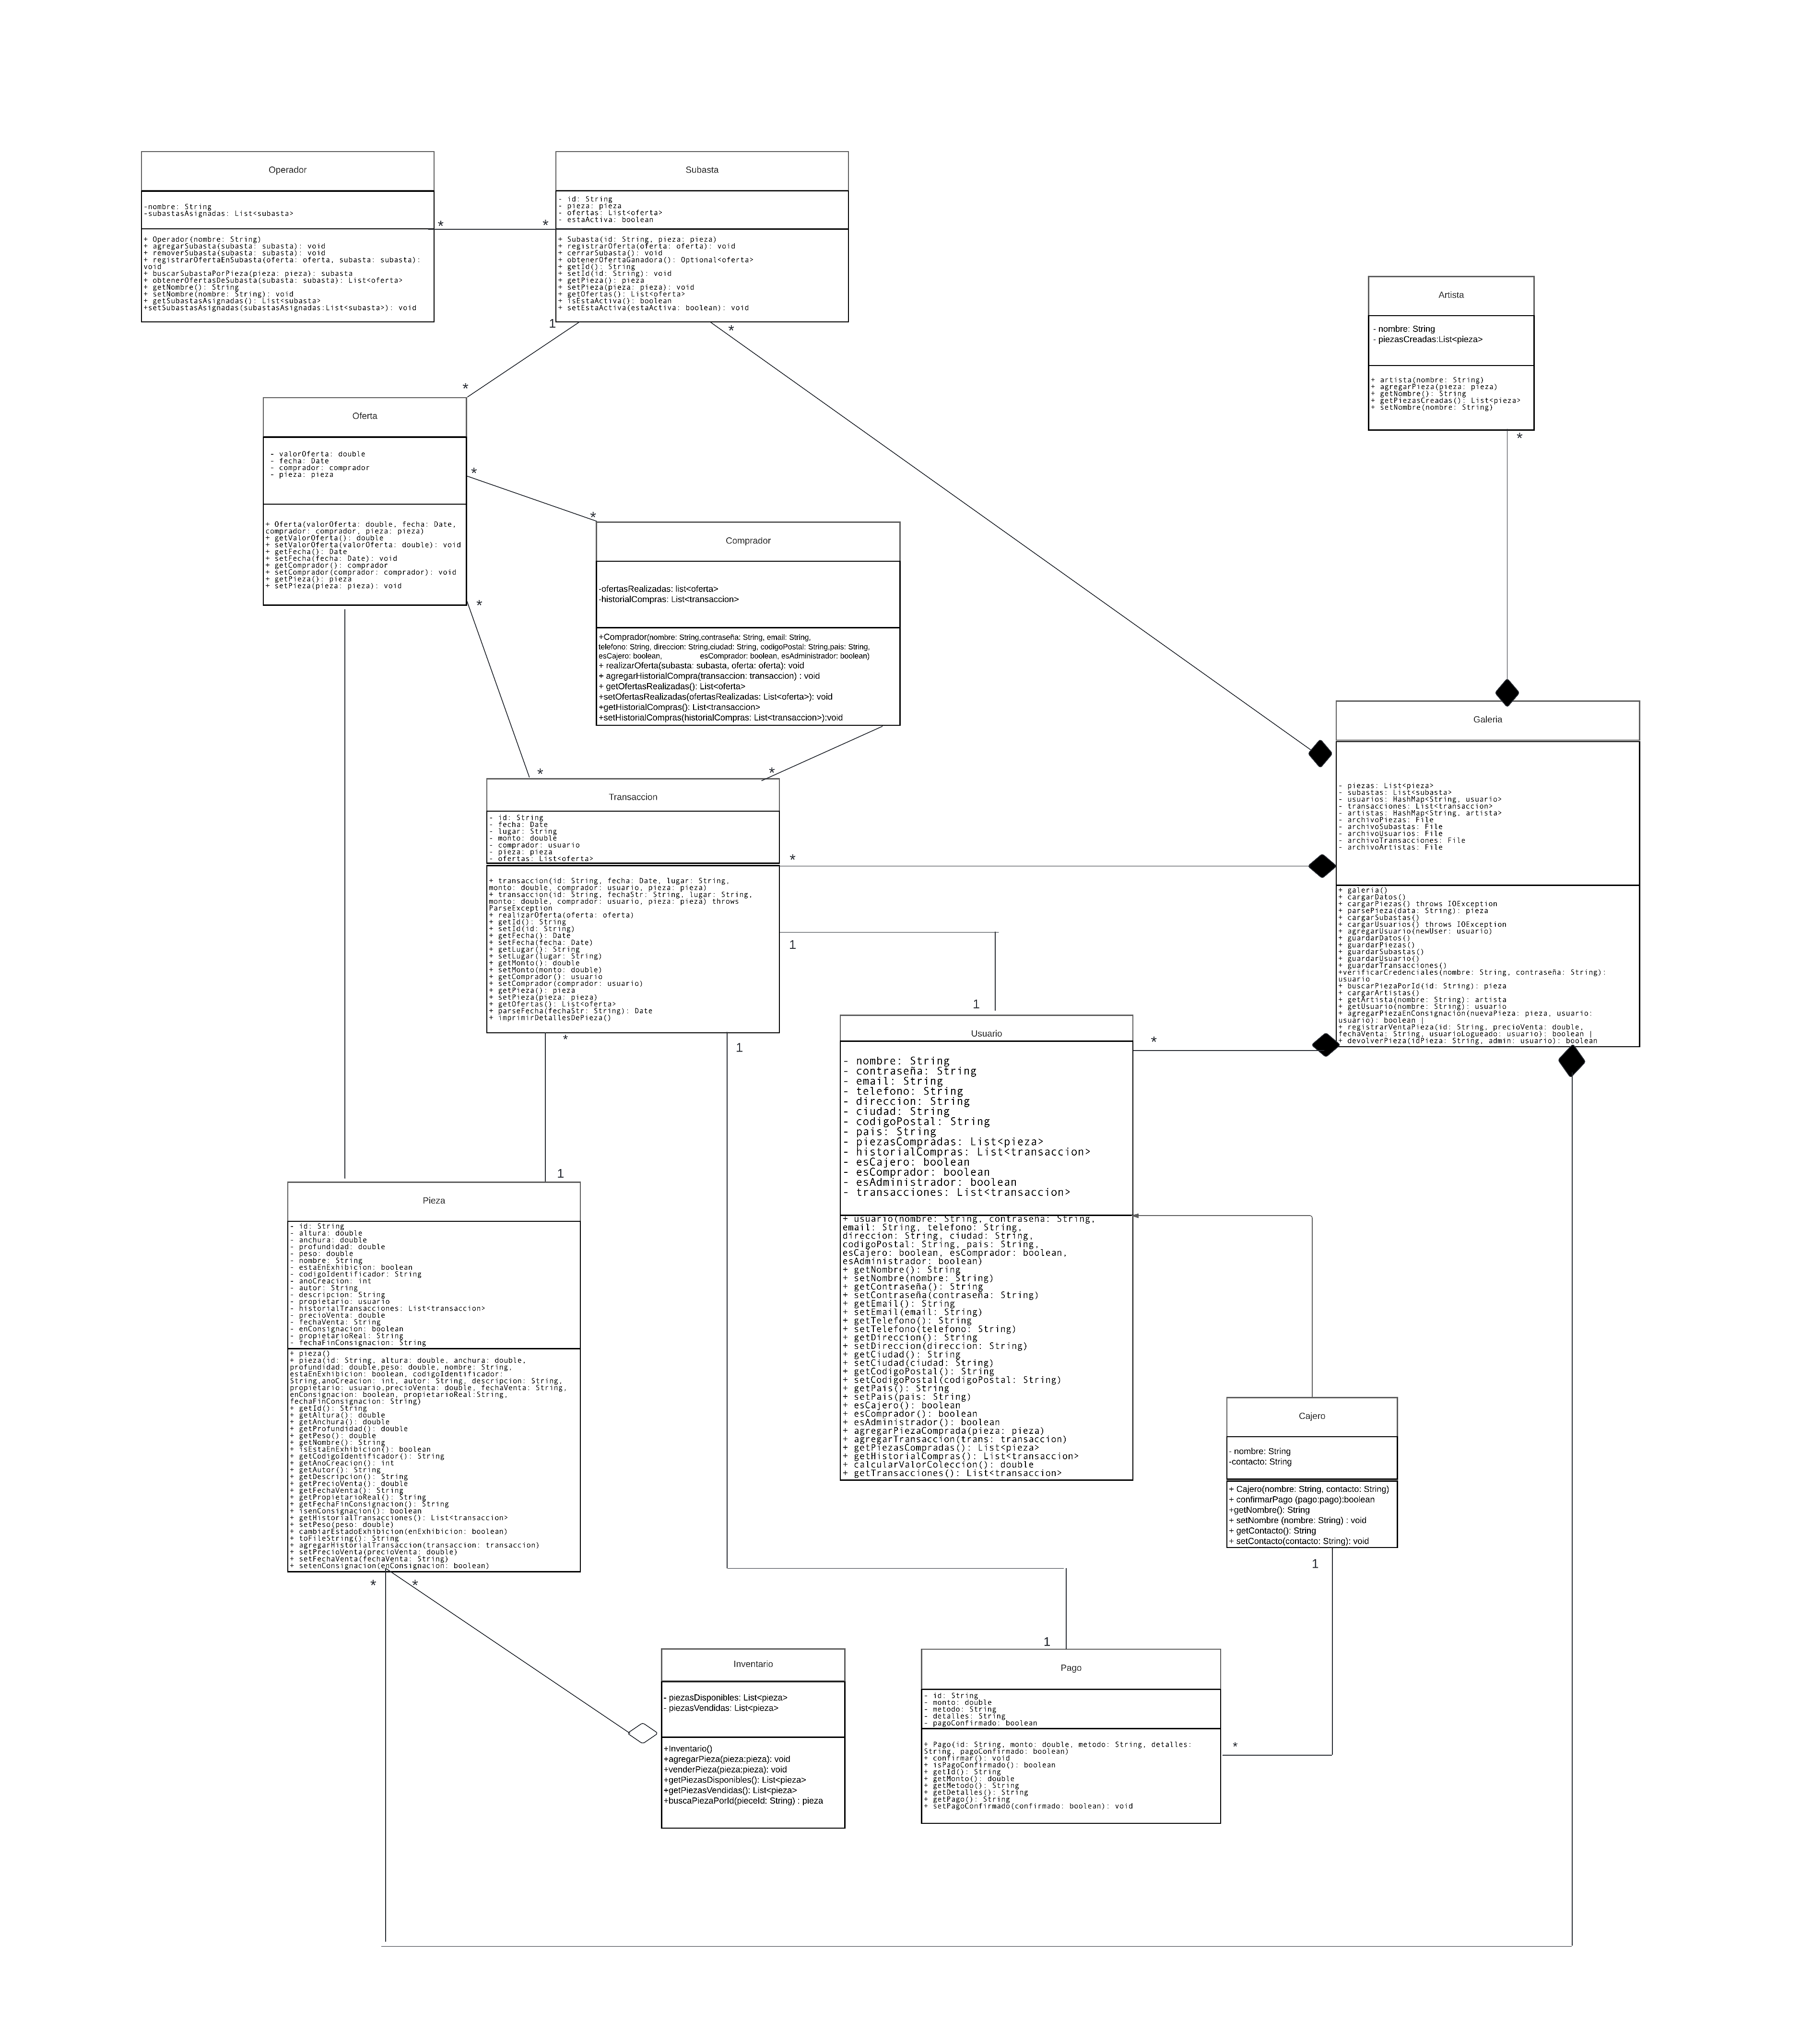 Operador
-nombre: String
-subastasAsignadas: List<subasta>
+ Operador(nombre: String)
+ agregarSubasta(subasta: subasta): void
+ removerSubasta(subasta: subasta): void
+ registrarOfertaEnSubasta(oferta: oferta, subasta: subasta):
void
+ buscarSubastaPorPieza(pieza: pieza): subasta
+ obtenerOfertasDeSubasta(subasta: subasta): List<oferta>
+ getNombre(): String
+ setNombre(nombre: String): void
+ getSubastasAsignadas(): List<subasta>
+setSubastasAsignadas(subastasAsignadas:List<subasta>): void
*
*
Subasta
- id: String
- pieza: pieza
- ofertas: List<oferta>
- estaActiva: boolean
+ Subasta(id: String, pieza: pieza)
+ registrarOferta(oferta: oferta): void
+ cerrarSubasta(): void
+ obtenerOfertaGanadora(): Optional<oferta>
+ getId(): String
+ setId(id: String): void
+ getPieza(): pieza
+ setPieza(pieza: pieza): void
+ getOfertas(): List<oferta>
+ isEstaActiva(): boolean
+ setEstaActiva(estaActiva: boolean): void
1
*
*
Artista
- nombre: String
- piezasCreadas:List<pieza>
+ artista(nombre: String)
+ agregarPieza(pieza: pieza)
+ getNombre(): String
+ getPiezasCreadas(): List<pieza>
+ setNombre(nombre: String)
*
Oferta
- valorOferta: double
- fecha: Date
- comprador: comprador
- pieza: pieza
+ Oferta(valorOferta: double, fecha: Date,
comprador: comprador, pieza: pieza)
+ getValorOferta(): double
+ setValorOferta(valorOferta: double): void
+ getFecha(): Date
+ setFecha(fecha: Date): void
+ getComprador(): comprador
+ setComprador(comprador: comprador): void
+ getPieza(): pieza
+ setPieza(pieza: pieza): void
*
*
*
Comprador
-ofertasRealizadas: list<oferta>
-historialCompras: List<transaccion>
+Comprador(nombre: String,contraseña: String, email: String,
telefono: String, direccion: String,ciudad: String, codigoPostal: String,pais: String,
esCajero: boolean, esComprador: boolean, esAdministrador: boolean)
+ realizarOferta(subasta: subasta, oferta: oferta): void
+ agregarHistorialCompra(transaccion: transaccion) : void
+ getOfertasRealizadas(): List<oferta>
+setOfertasRealizadas(ofertasRealizadas: List<oferta>): void
+getHistorialCompras(): List<transaccion>
+setHistorialCompras(historialCompras: List<transaccion>):void
*
*
Transaccion
- id: String
- fecha: Date
- lugar: String
- monto: double
- comprador: usuario
- pieza: pieza
- ofertas: List<oferta>
+ transaccion(id: String, fecha: Date, lugar: String,
monto: double, comprador: usuario, pieza: pieza)
+ transaccion(id: String, fechaStr: String, lugar: String,
monto: double, comprador: usuario, pieza: pieza) throws
ParseException
+ realizarOferta(oferta: oferta)
+ getId(): String
+ setId(id: String)
+ getFecha(): Date
+ setFecha(fecha: Date)
+ getLugar(): String
+ setLugar(lugar: String)
+ getMonto(): double
+ setMonto(monto: double)
+ getComprador(): usuario
+ setComprador(comprador: usuario)
+ getPieza(): pieza
+ setPieza(pieza: pieza)
+ getOfertas(): List<oferta>
+ parseFecha(fechaStr: String): Date
+ imprimirDetallesDePieza()
*
1
1
*
1
1
Galeria
- piezas: List<pieza>
- subastas: List<subasta>
- usuarios: HashMap<String, usuario>
- transacciones: List<transaccion>
- artistas: HashMap<String, artista>
- archivoPiezas: File
- archivoSubastas: File
- archivoUsuarios: File
- archivoTransacciones: File
- archivoArtistas: File
+ galeria()
+ cargarDatos()
+ cargarPiezas() throws IOException
+ parsePieza(data: String): pieza
+ cargarSubastas()
+ cargarUsuarios() throws IOException
+ agregarUsuario(newUser: usuario)
+ guardarDatos()
+ guardarPiezas()
+ guardarSubastas()
+ guardarUsuario()
+ guardarTransacciones()
+verificarCredenciales(nombre: String, contraseña: String):
usuario
+ buscarPiezaPorId(id: String): pieza
+ cargarArtistas()
+ getArtista(nombre: String): artista
+ getUsuario(nombre: String): usuario
+ agregarPiezaEnConsignacion(nuevaPieza: pieza, usuario:
usuario): boolean |
+ registrarVentaPieza(id: String, precioVenta: double,
fechaVenta: String, usuarioLogueado: usuario): boolean |
+ devolverPieza(idPieza: String, admin: usuario): boolean
Usuario
- nombre: String
- contraseña: String
- email: String
- telefono: String
- direccion: String
- ciudad: String
- codigoPostal: String
- pais: String
- piezasCompradas: List<pieza>
- historialCompras: List<transaccion>
- esCajero: boolean
- esComprador: boolean
- esAdministrador: boolean
- transacciones: List<transaccion>
+ usuario(nombre: String, contraseña: String,
email: String, telefono: String,
direccion: String, ciudad: String,
codigoPostal: String, pais: String,
esCajero: boolean, esComprador: boolean,
esAdministrador: boolean)
+ getNombre(): String
+ setNombre(nombre: String)
+ getContraseña(): String
+ setContraseña(contraseña: String)
+ getEmail(): String
+ setEmail(email: String)
+ getTelefono(): String
+ setTelefono(telefono: String)
+ getDireccion(): String
+ setDireccion(direccion: String)
+ getCiudad(): String
+ setCiudad(ciudad: String)
+ getCodigoPostal(): String
+ setCodigoPostal(codigoPostal: String)
+ getPais(): String
+ setPais(pais: String)
+ esCajero(): boolean
+ esComprador(): boolean
+ esAdministrador(): boolean
+ agregarPiezaComprada(pieza: pieza)
+ agregarTransaccion(trans: transaccion)
+ getPiezasCompradas(): List<pieza>
+ getHistorialCompras(): List<transaccion>
+ calcularValorColeccion(): double
+ getTransacciones(): List<transaccion>
*
Pieza
- id: String
- altura: double
- anchura: double
- profundidad: double
- peso: double
- nombre: String
- estaEnExhibicion: boolean
- codigoIdentificador: String
- anoCreacion: int
- autor: String
- descripcion: String
- propietario: usuario
- historialTransacciones: List<transaccion>
- precioVenta: double
- fechaVenta: String
- enConsignacion: boolean
- propietarioReal: String
- fechaFinConsignacion: String
+ pieza()
+ pieza(id: String, altura: double, anchura: double,
profundidad: double,peso: double, nombre: String,
estaEnExhibicion: boolean, codigoIdentificador:
String,anoCreacion: int, autor: String, descripcion: String,
propietario: usuario,precioVenta: double, fechaVenta: String,
enConsignacion: boolean, propietarioReal:String,
fechaFinConsignacion: String)
+ getId(): String
+ getAltura(): double
+ getAnchura(): double
+ getProfundidad(): double
+ getPeso(): double
+ getNombre(): String
+ isEstaEnExhibicion(): boolean
+ getCodigoIdentificador(): String
+ getAnoCreacion(): int
+ getAutor(): String
+ getDescripcion(): String
+ getPrecioVenta(): double
+ getFechaVenta(): String
+ getPropietarioReal(): String
+ getFechaFinConsignacion(): String
+ isenConsignacion(): boolean
+ getHistorialTransacciones(): List<transaccion>
+ setPeso(peso: double)
+ cambiarEstadoExhibicion(enExhibicion: boolean)
+ toFileString(): String
+ agregarHistorialTransaccion(transaccion: transaccion)
+ setPrecioVenta(precioVenta: double)
+ setFechaVenta(fechaVenta: String)
+ setenConsignacion(enConsignacion: boolean)
*
*
Cajero
- nombre: String
-contacto: String
+ Cajero(nombre: String, contacto: String)
+ confirmarPago (pago:pago):boolean
+getNombre(): String
+ setNombre (nombre: String) : void
+ getContacto(): String
+ setContacto(contacto: String): void
1
Inventario
- piezasDisponibles: List<pieza>
- piezasVendidas: List<pieza>
+Inventario()
+agregarPieza(pieza:pieza): void
+venderPieza(pieza:pieza): void
+getPiezasDisponibles(): List<pieza>
+getPiezasVendidas(): List<pieza>
+buscaPiezaPorId(pieceId: String) : pieza
1
Pago
- id: String
- monto: double
- metodo: String
- detalles: String
- pagoConfirmado: boolean
+ Pago(id: String, monto: double, metodo: String, detalles:
String, pagoConfirmado: boolean)
+ confirmar(): void
+ isPagoConfirmado(): boolean
+ getId(): String
+ getMonto(): double
+ getMetodo(): String
+ getDetalles(): String
+ getPago(): String
+ setPagoConfirmado(confirmado: boolean): void
*